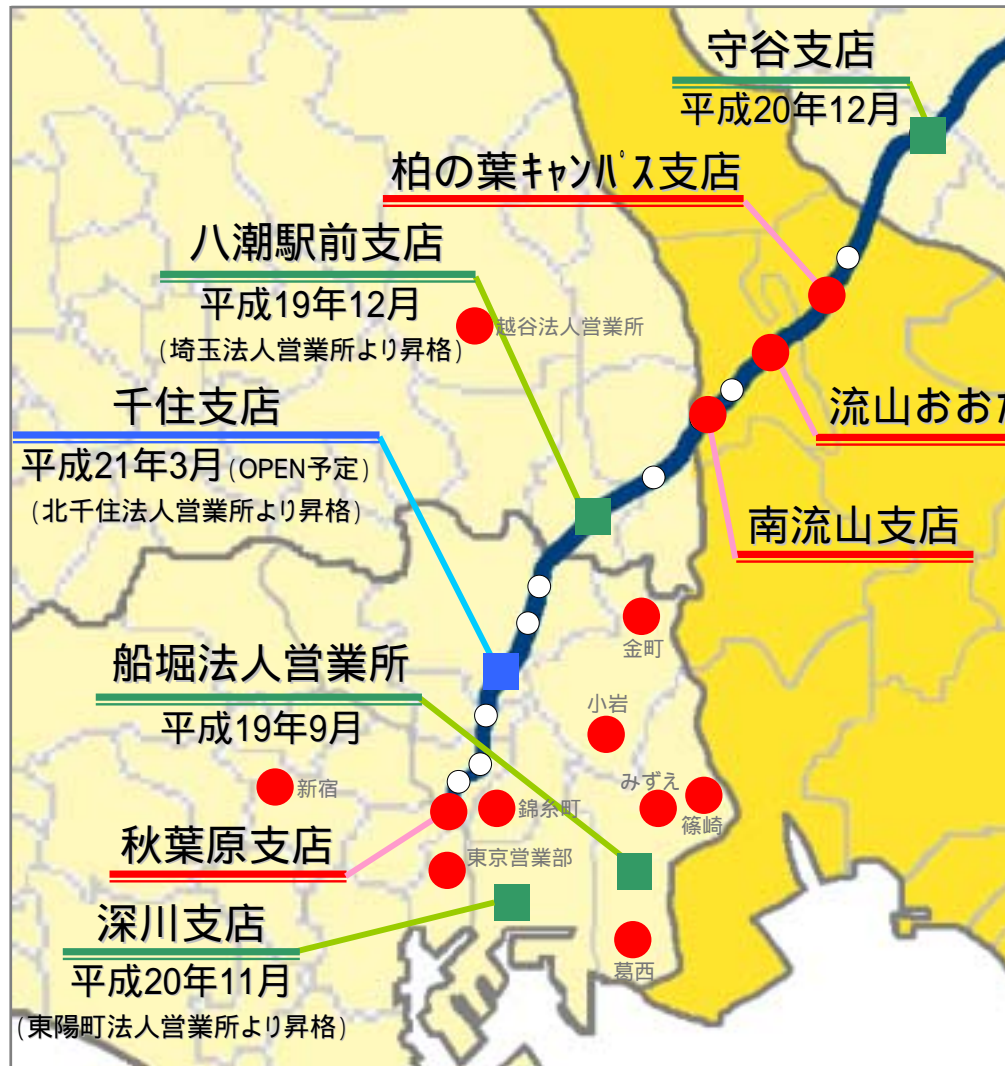 守谷支店
平成20年12月
柏の葉ｷｬﾝﾊﾟｽ支店
八潮駅前支店
平成19年12月
(埼玉法人営業所より昇格)
越谷法人営業所
千住支店
平成21年3月(OPEN予定)
(北千住法人営業所より昇格)
流山おおた
南流山支店
金町
船堀法人営業所
平成19年9月
小岩
新宿
錦糸町
みずえ
篠崎
秋葉原支店
東京営業部
深川支店
平成20年11月
(東陽町法人営業所より昇格)
葛西